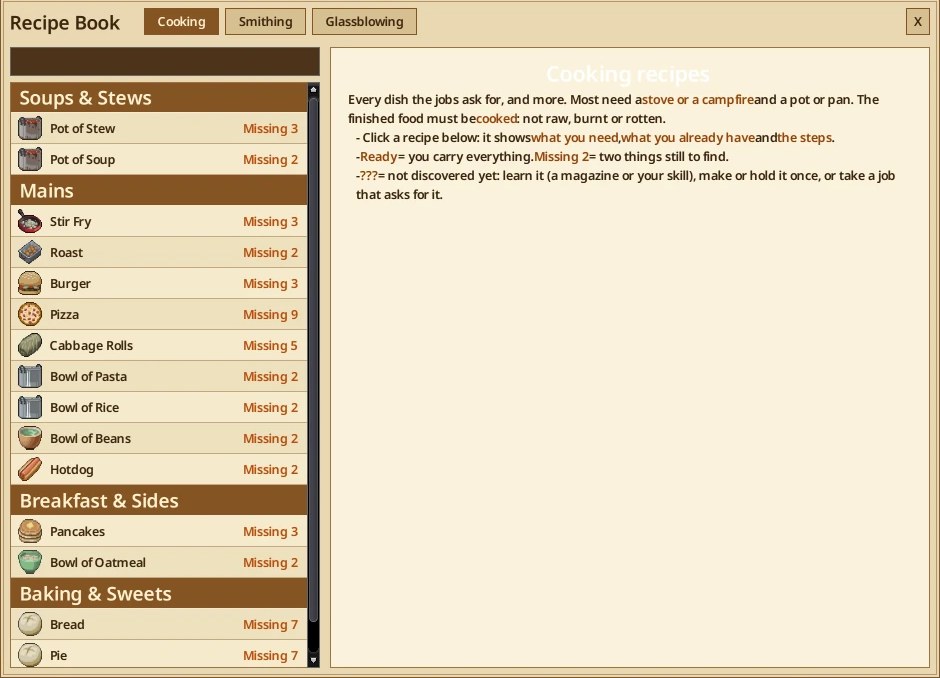 Recipe Book
Cooking
Smithing
Glassblowing
X
Soups & Stews
Pot of Stew Missing 3
Pot of Soup Missing 2
Mains
Stir Fry Missing 3
Roast Missing 2
Burger Missing 3
Pizza Missing 9
Cabbage Rolls Missing 5
Bowl of Pasta Missing 2
Bowl of Rice Missing 2
Bowl of Beans Missing 2
Hotdog Missing 2
Breakfast & Sides
Pancakes Missing 3
Bowl of Oatmeal Missing 2
Baking & Sweets
Bread Missing 7
Pie Missing 7
Cooking recipes
Every dish the jobs ask for, and more. Most need astove or a campfireand a pot or pan. The
finished food must becooked: not raw, burnt or rotten.
- Click a recipe below: it showswhat you need,what you already haveandthe steps.
-Ready= you carry everything.Missing 2= two things still to find.
-???= not discovered yet: learn it (a magazine or your skill), make or hold it once, or take a job
that asks for it.